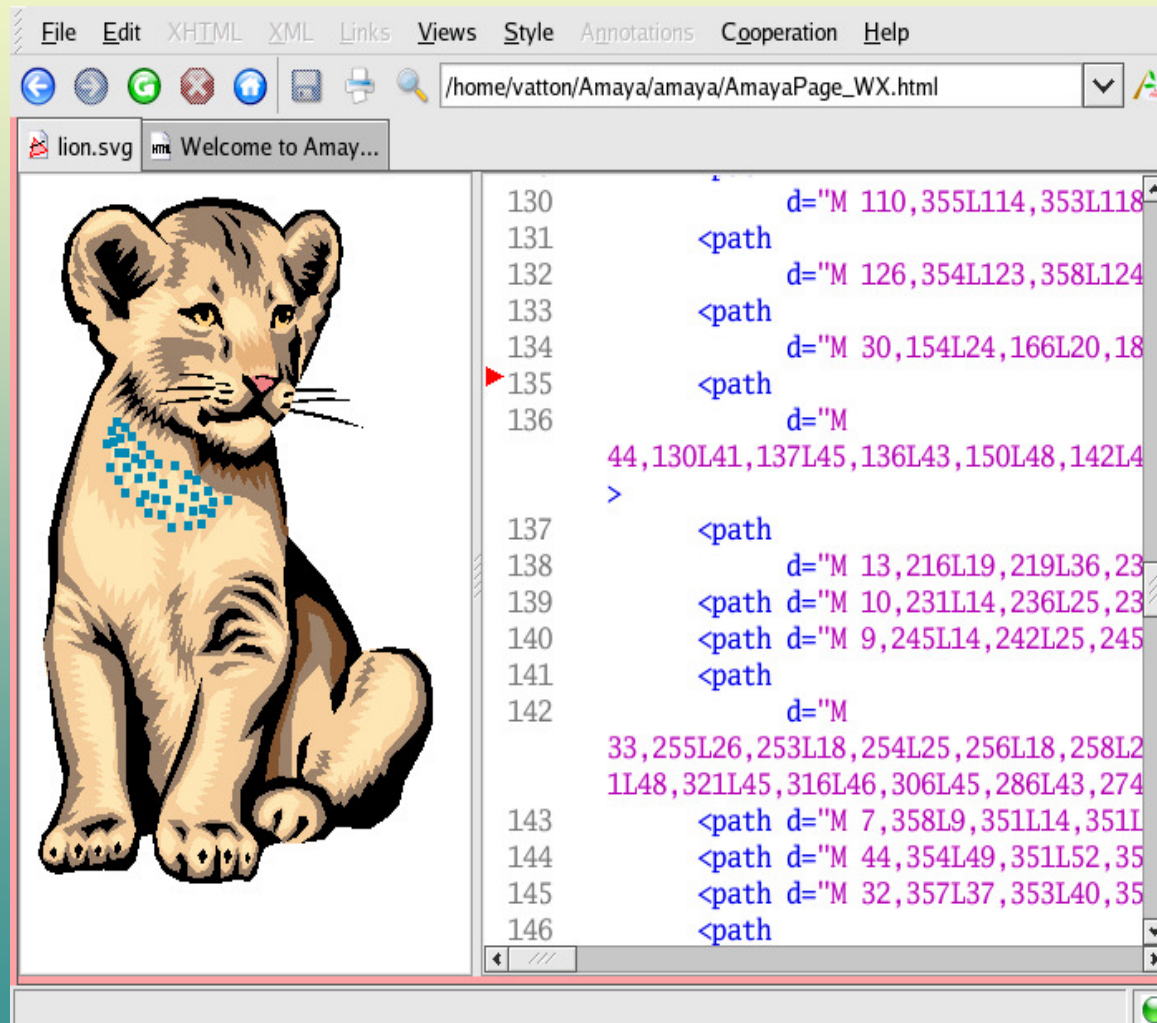 File Edit XHTML XML Links Views Style Annotations Cooperation Help
/home/vatton/Amaya/amaya/AmayaPage_WX.html
lion.svg
HTML Welcome to Amay...
130 d="M 110,355L114,353L118
131 <path
132 d="M 126,354L123,358L124
133 <path
134 d="M 30,154L24,166L20,18
135 <path
136 d="M
44,130L41,137L45,136L43,150L48,142L4
>
137 <path
138 d="M 13,216L19,219L36,23
139 <path d="M 10,231L14,236L25,23
140 <path d="M 9,245L14,242L25,245
141 <path
142 d="M
33,255L26,253L18,254L25,256L18,258L2
1L48,321L45,316L46,306L45,286L43,274
143 <path d="M 7,358L9,351L14,351L
144 <path d="M 44,354L49,351L52,35
145 <path d="M 32,357L37,353L40,35
146 <path